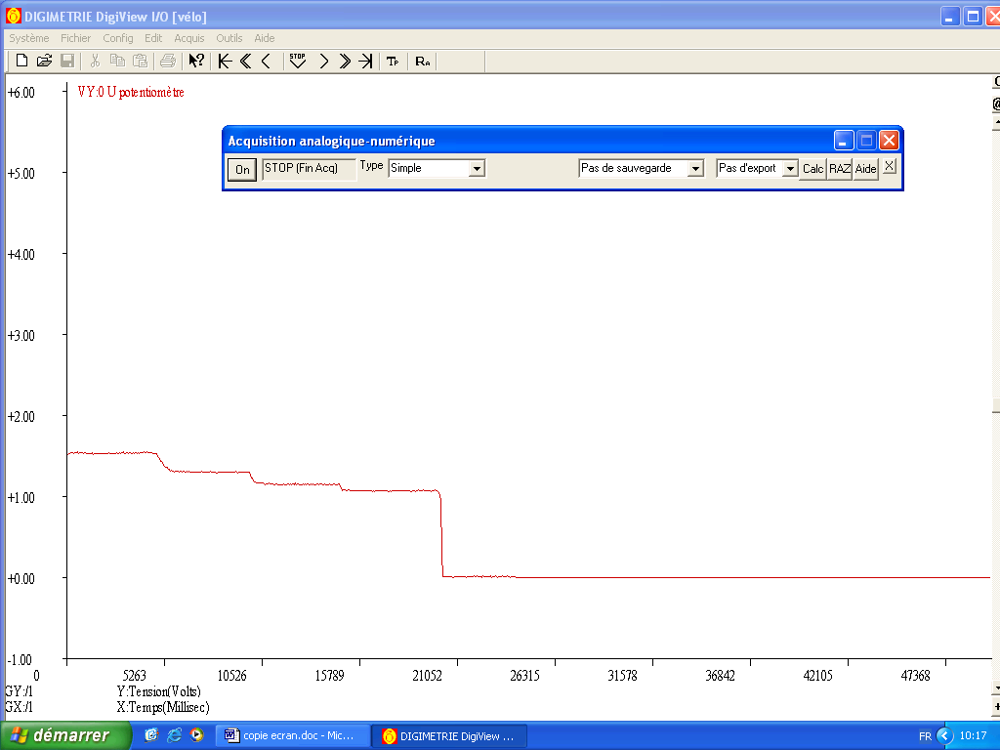 DIGIMETRIE DigiView I/O [vélo]
Système Fichier Config Edit Acquis Outils Aide
STOP TP RA
+6.00 VY:0 U potentiomètre
Acquisition analogique-numérique
On STOP (Fin Acq) Type Simple Pas de sauvegarde Pas d'export Calc RAZ Aide X
+5.00
+4.00
+3.00
+2.00
+1.00
+0.00
-1.00
0 5263 10526 15789 21052 26315 31578 36842 42105 47368
GY:/1 Y:Tension(Volts)
GX:/1 X:Temps(Millisec)
démarrer copie ecran.doc - Mic... DIGIMETRIE DigiView ... FR 10:17